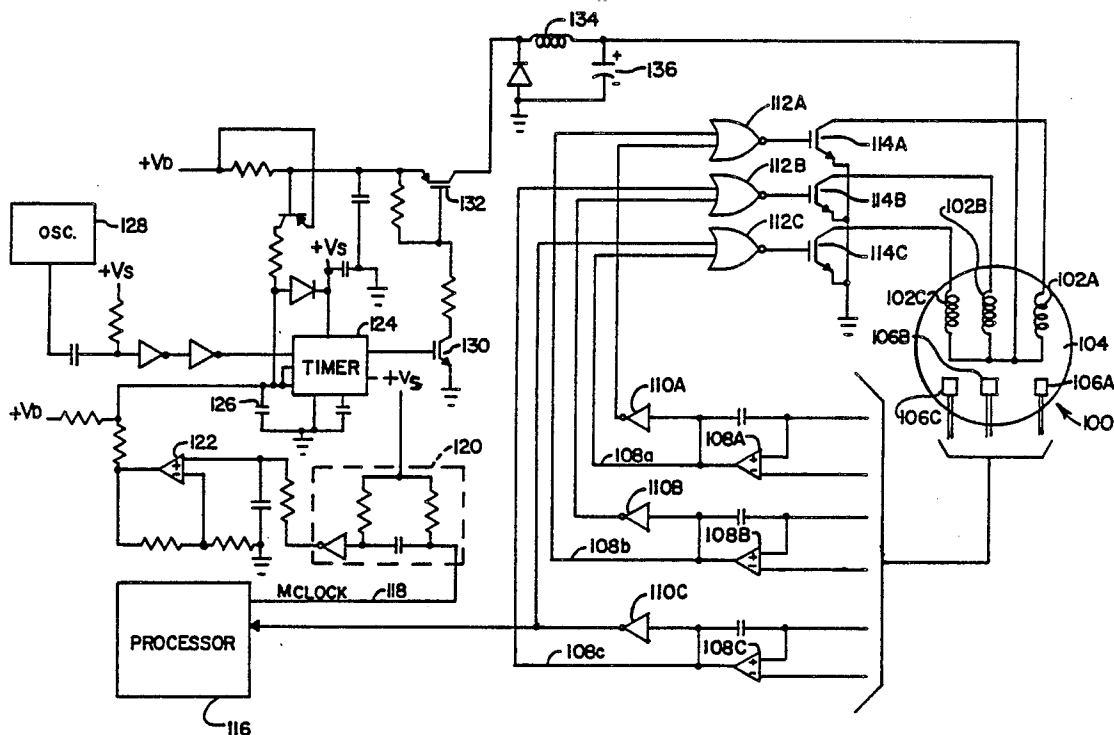 134
+
136
-
112A
114A
+VD
132
112B
114B
102B
OSC.
128
+VS
+VS
112C
114C
102C
102A
124
130
106B
104
TIMER
+VS
126
110A
106A
106C
100
+VD
122
120
108A
108a
+
-
110B
108B
108b
+
-
MCLOCK
118
110C
PROCESSOR
108C
108c
+
-
116
+
-